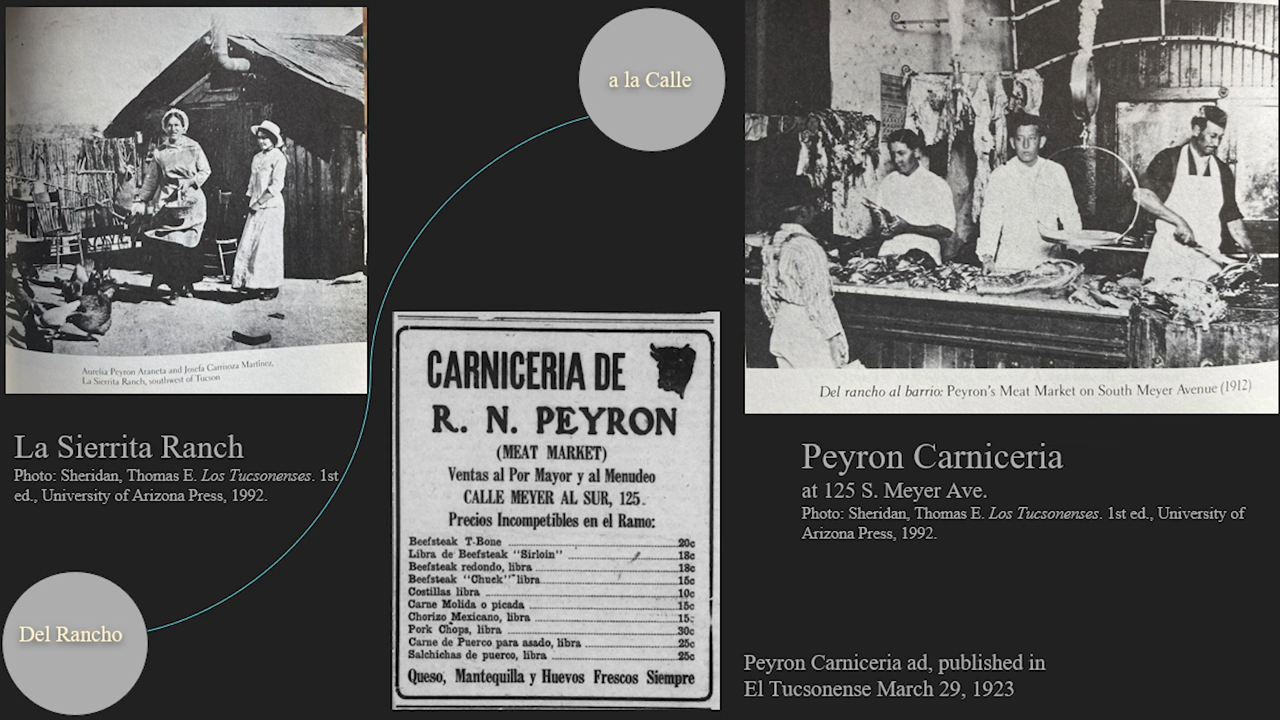 a la Calle
Aurelia Peyron Araneta and Josefa Carrizoza Martinez,
La Sierrita Ranch, southwest of Tucson
Del rancho al barrio: Peyron's Meat Market on South Meyer Avenue (1912)
La Sierrita Ranch
Photo: Sheridan, Thomas E. Los Tucsonenses. 1st
ed., University of Arizona Press, 1992.
CARNICERIA DE
R. N. PEYRON
(MEAT MARKET)
Ventas al Por Mayor y al Menudeo
CALLE MEYER AL SUR, 125.
Precios Incompetibles en el Ramo:
Beefsteak T-Bone 20c
Libra de Beefsteak "Sirloin" 18c
Beefsteak redondo, libra 18c
Beefsteak "Chuck" libra 15c
Costillas libra 10c
Carne Molida o picada 15c
Chorizo Mexicano, libra 15c
Pork Chops, libra 30c
Carne de Puerco para asado, libra 25c
Salchichas de puerco, libra 25c
Queso, Mantequilla y Huevos Frescos Siempre
Peyron Carniceria
at 125 S. Meyer Ave.
Photo: Sheridan, Thomas E. Los Tucsonenses. 1st ed., University of
Arizona Press, 1992.
Del Rancho
Peyron Carniceria ad, published in
El Tucsonense March 29, 1923